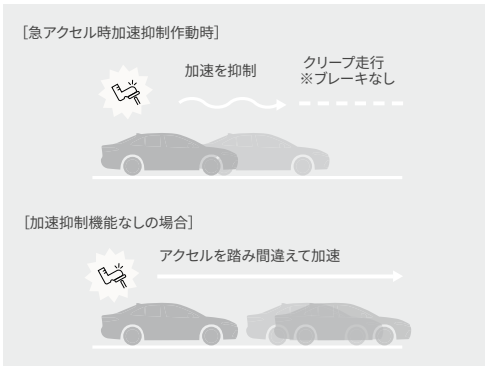 ［急アクセル時加速抑制作動時］
加速を抑制
クリープ走行
※ブレーキなし
［加速抑制機能なしの場合］
アクセルを踏み間違えて加速